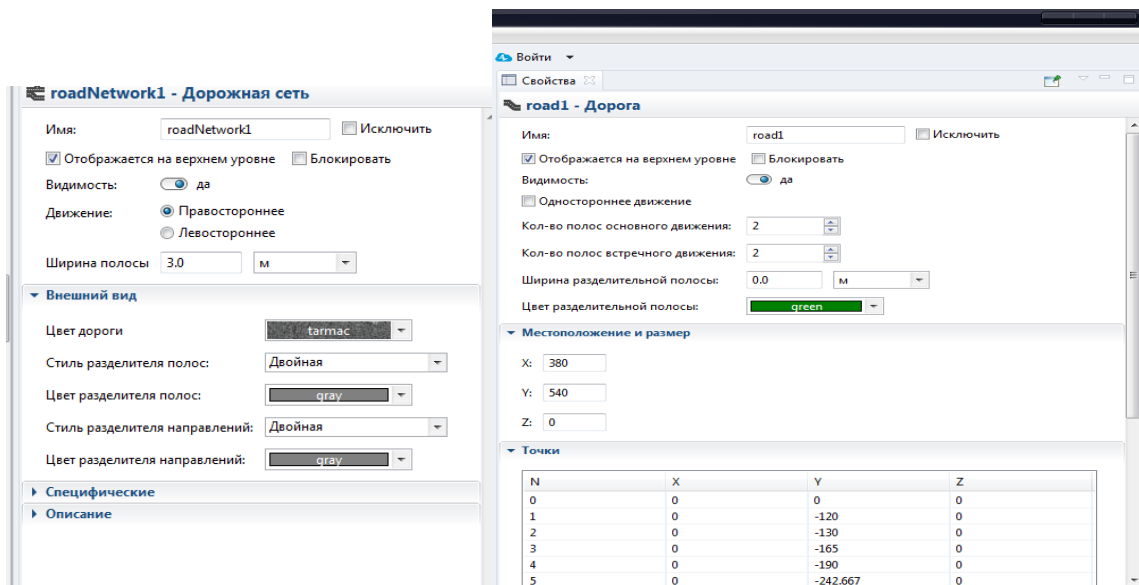 roadNetwork1 - Дорожная сеть
Имя: roadNetwork1 Исключить
Отображается на верхнем уровне Блокировать
Видимость: да
Движение: Правостороннее
Левостороннее
Ширина полосы 3.0 м
Внешний вид
Цвет дороги tarmac
Стиль разделителя полос: Двойная
Цвет разделителя полос: gray
Стиль разделителя направлений: Двойная
Цвет разделителя направлений: gray
Специфические
Описание
Войти
Свойства
road1 - Дорога
Имя: road1 Исключить
Отображается на верхнем уровне Блокировать
Видимость: да
Одностороннее движение
Кол-во полос основного движения: 2
Кол-во полос встречного движения: 2
Ширина разделительной полосы: 0.0 м
Цвет разделительной полосы: green
Местоположение и размер
X: 380
Y: 540
Z: 0
Точки
N X Y Z
0 0 0 0
1 0 -120 0
2 0 -130 0
3 0 -165 0
4 0 -190 0
5 0 -242.667 0